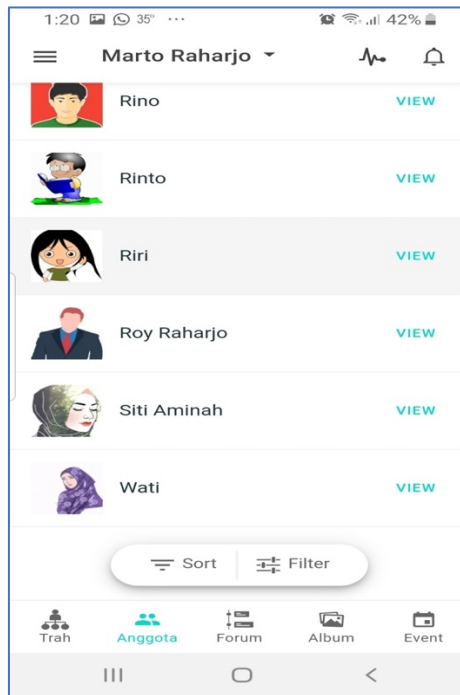 1:20 35° ... 42%
Marto Raharjo
Rino VIEW
Rinto VIEW
Riri VIEW
Roy Raharjo VIEW
Siti Aminah VIEW
Wati VIEW
Sort Filter
Trah Anggota Forum Album Event